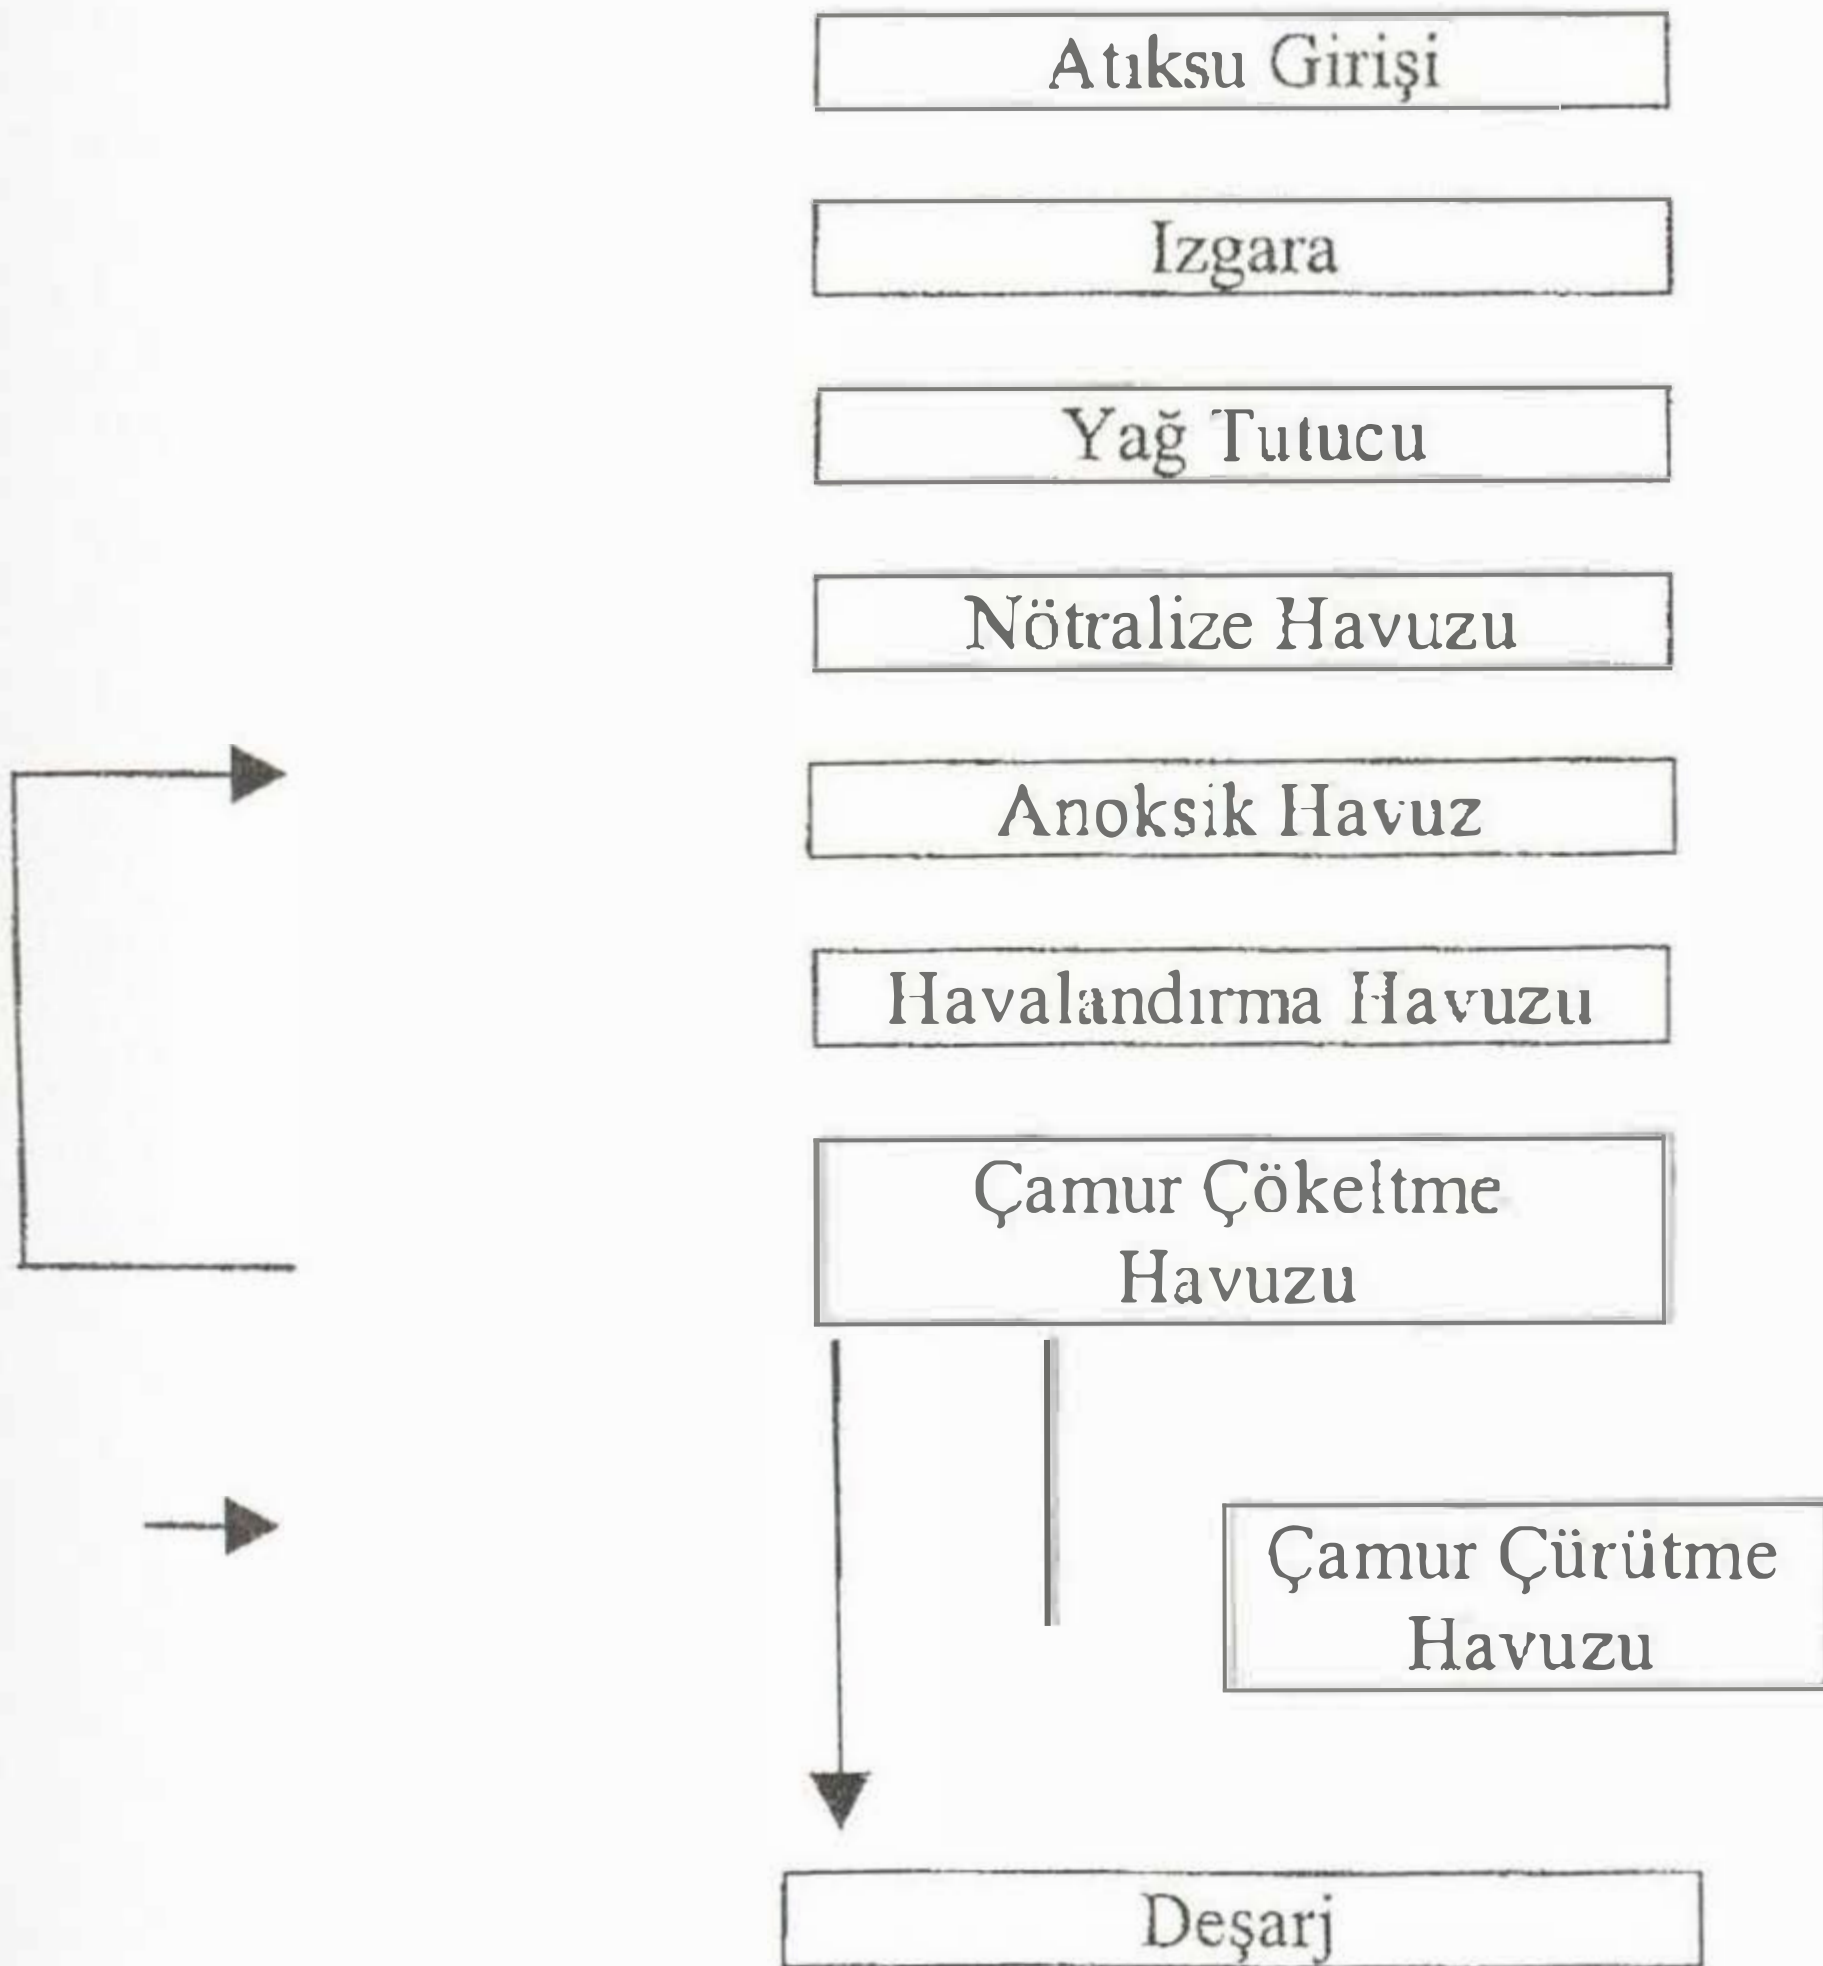 Atıksu Girişi
Izgara
Yağ Tutucu
Nötralize Havuzu
Anoksik Havuz
Havalandırma Havuzu
Çamur Çökeltme
Havuzu
Çamur Çürütme
Havuzu
Deşarj